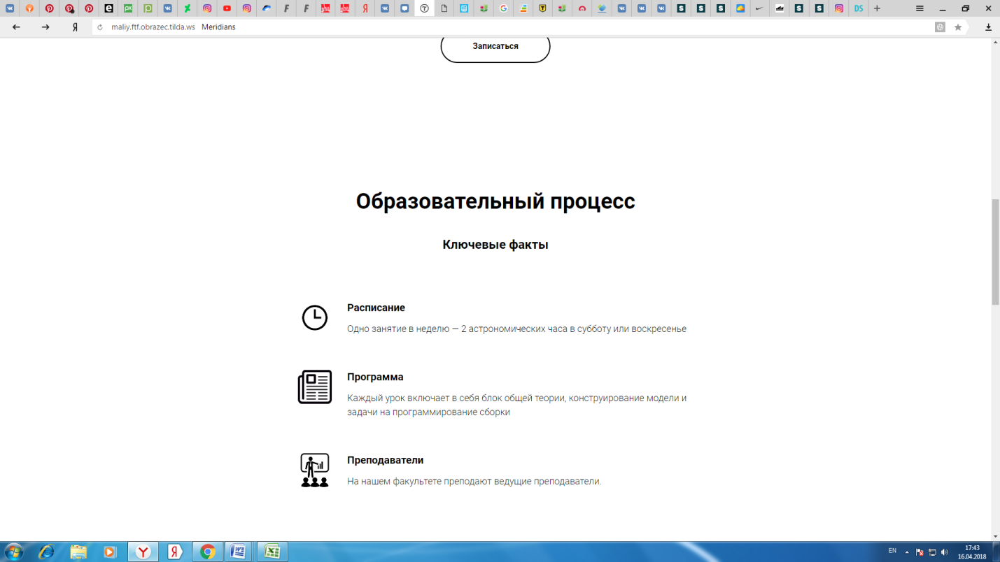 maliy.ftf.obrazec.tilda.ws Meridians
Записаться
Образовательный процесс
Ключевые факты
Расписание
Одно занятие в неделю — 2 астрономических часа в субботу или воскресенье
Программа
Каждый урок включает в себя блок общей теории, конструирование модели и
задачи на программирование сборки
Преподаватели
На нашем факультете преподают ведущие преподаватели.
EN
17:43
16.04.2018